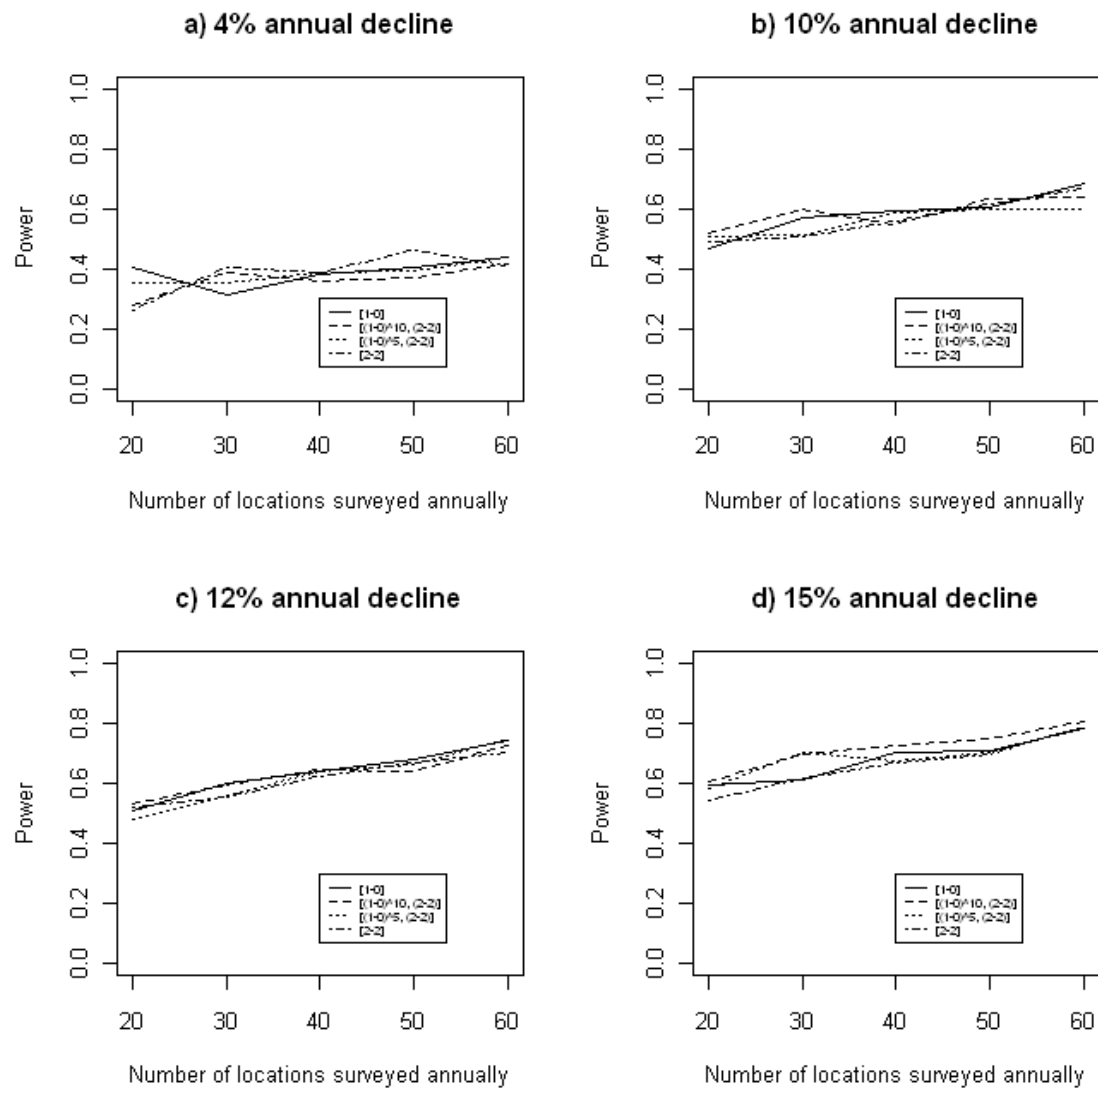 a) 4% annual decline
Power
1.0
0.8
0.6
0.4
0.2
0.0
[1-0]
[(1-0)^10, (2-2)]
[(1-0)^5, (2-2)]
[2-2]
20 30 40 50 60
Number of locations surveyed annually
b) 10% annual decline
Power
1.0
0.8
0.6
0.4
0.2
0.0
[1-0]
[(1-0)^10, (2-2)]
[(1-0)^5, (2-2)]
[2-2]
20 30 40 50 60
Number of locations surveyed annually
c) 12% annual decline
Power
1.0
0.8
0.6
0.4
0.2
0.0
[1-0]
[(1-0)^10, (2-2)]
[(1-0)^5, (2-2)]
[2-2]
20 30 40 50 60
Number of locations surveyed annually
d) 15% annual decline
Power
1.0
0.8
0.6
0.4
0.2
0.0
[1-0]
[(1-0)^10, (2-2)]
[(1-0)^5, (2-2)]
[2-2]
20 30 40 50 60
Number of locations surveyed annually